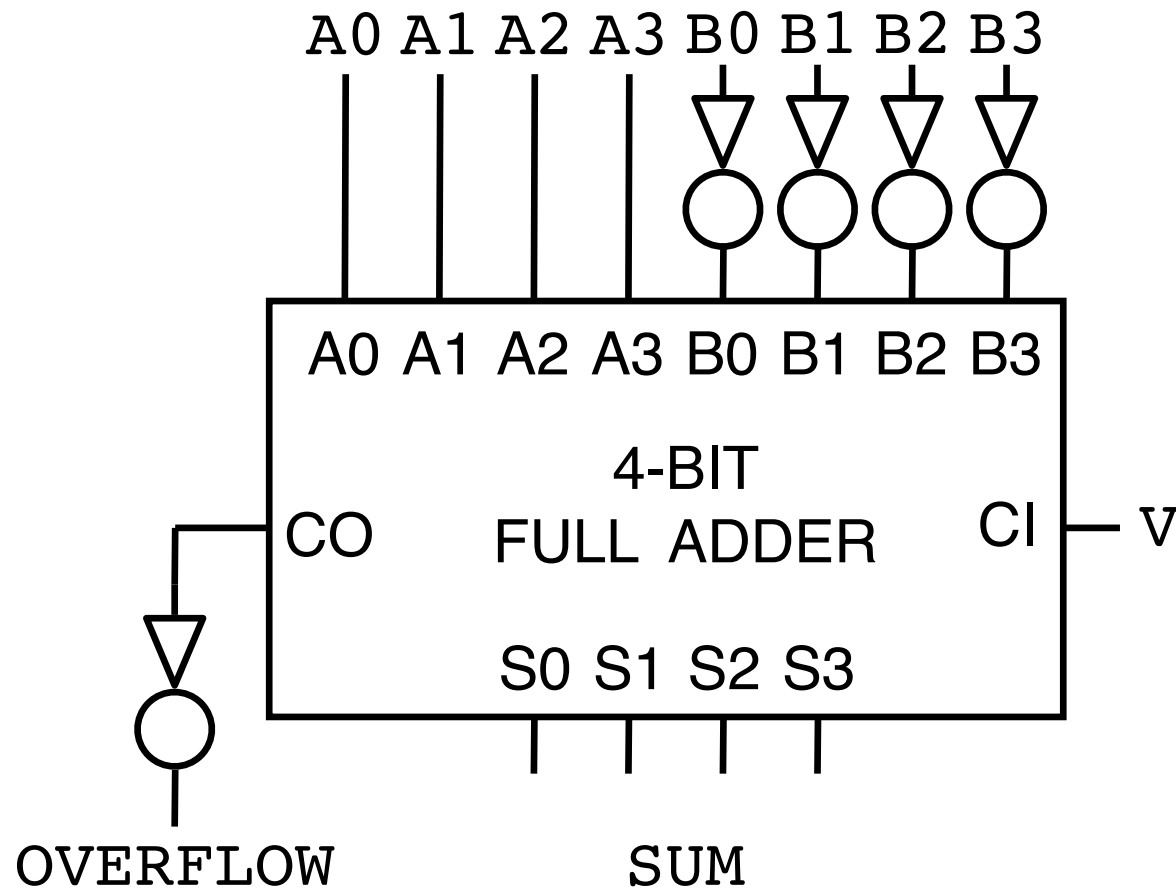 A0 A1 A2 A3 B0 B1 B2 B3
A0 A1 A2 A3 B0 B1 B2 B3
4-BIT
CO FULL ADDER CI V
S0 S1 S2 S3
OVERFLOW SUM